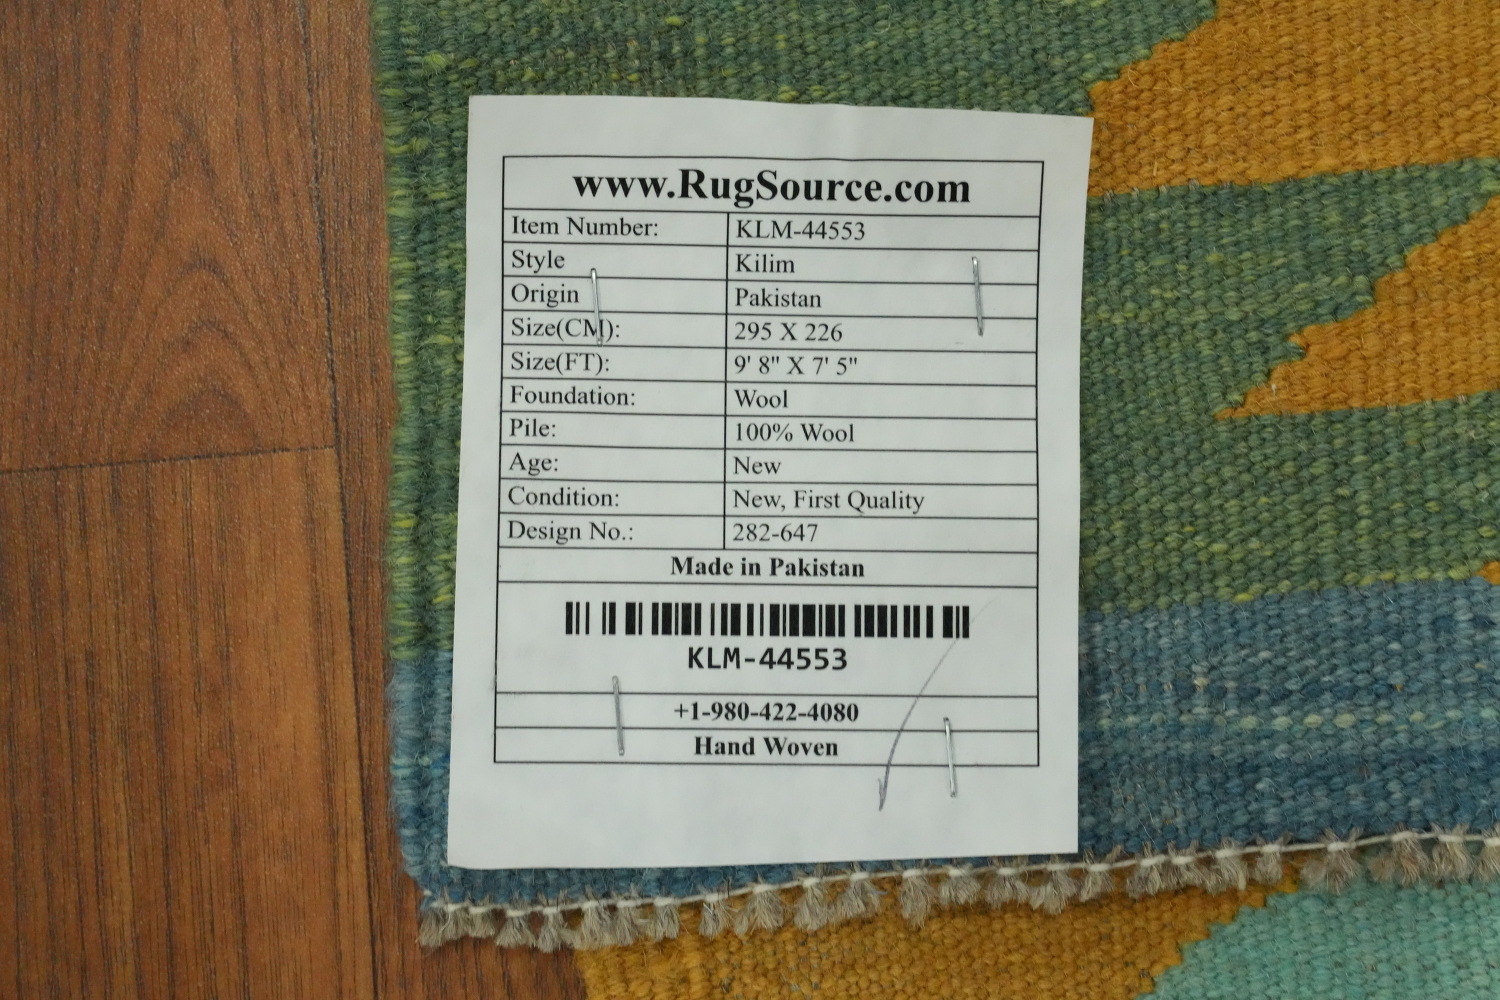 www.RugSource.com
Item Number: KLM-44553
Style Kilim
Origin Pakistan
Size(CM): 295 X 226
Size(FT): 9' 8" X 7' 5"
Foundation: Wool
Pile: 100% Wool
Age: New
Condition: New, First Quality
Design No.: 282-647
Made in Pakistan
KLM-44553
+1-980-422-4080
Hand Woven